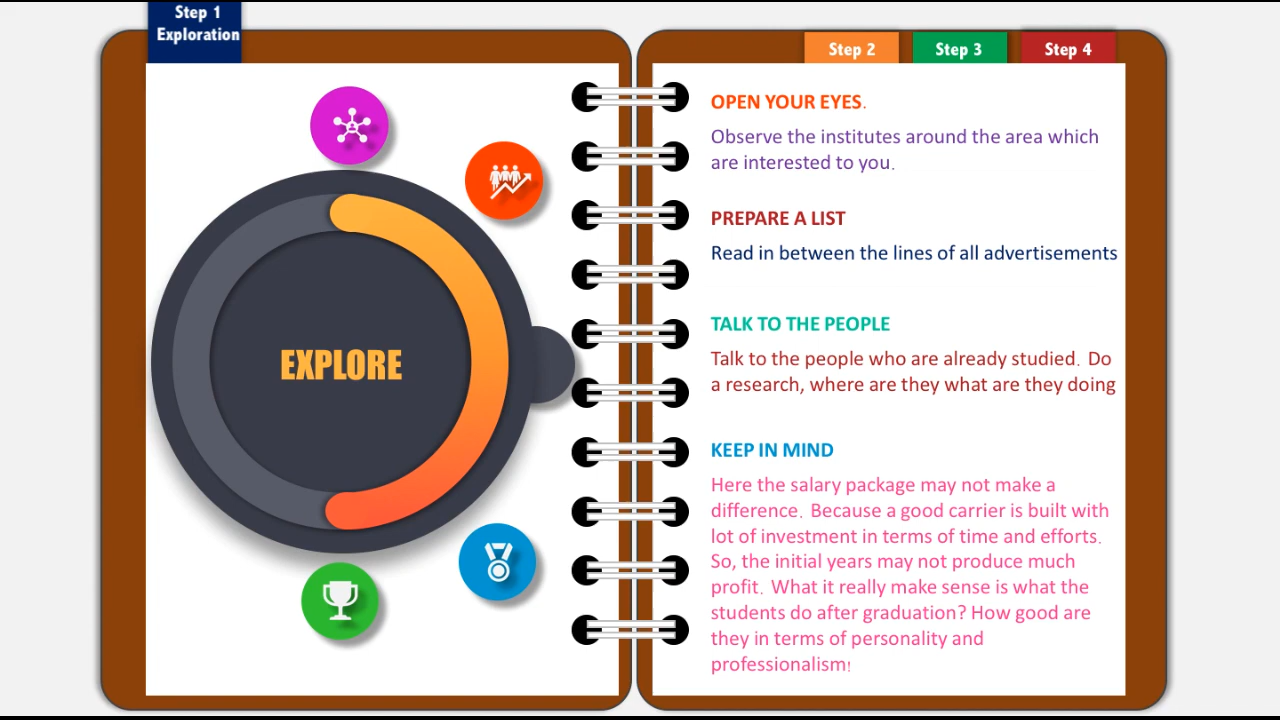 Step 1
Exploration
Step 2
Step 3
Step 4
EXPLORE
OPEN YOUR EYES.
Observe the institutes around the area which
are interested to you.
PREPARE A LIST
Read in between the lines of all advertisements
TALK TO THE PEOPLE
Talk to the people who are already studied. Do
a research, where are they what are they doing
KEEP IN MIND
Here the salary package may not make a
difference. Because a good carrier is built with
lot of investment in terms of time and efforts.
So, the initial years may not produce much
profit. What it really make sense is what the
students do after graduation? How good are
they in terms of personality and
professionalism!